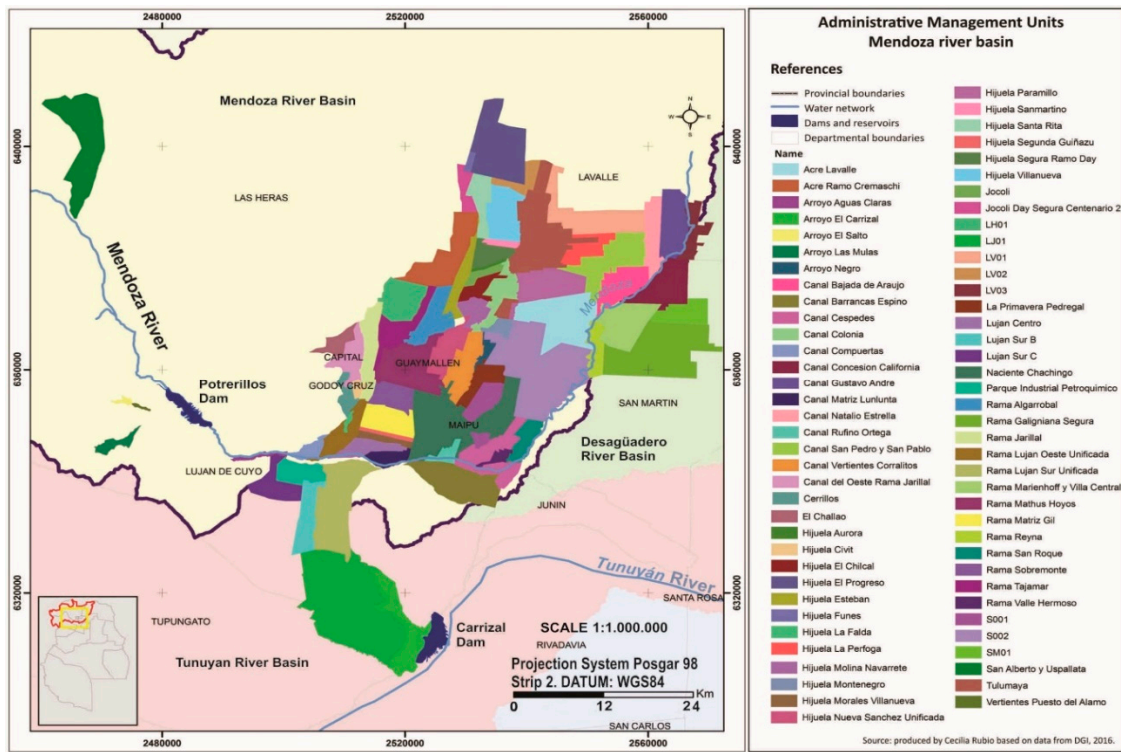 2480000
2520000
2560000
Mendoza River Basin
N
W
E
S
6400000
6400000
LAVALLE
LAS HERAS
Mendoza River
Mendoza
CAPITAL
GUAYMALLEN
GODOY CRUZ
6360000
6360000
Potrerillos
Dam
SAN MARTIN
MAIPU
Desagüadero
River Basin
LUJAN DE CUYO
JUNIN
Tunuyán River
6320000
6320000
SANTA ROSA
TUPUNGATO
Carrizal
Dam
SCALE 1:1.000.000
RIVADAVIA
Tunuyan River Basin
Projection System Posgar 98
Strip 2. DATUM: WGS84
Km
0
12
24
SAN CARLOS
2480000
2520000
2560000
Administrative Management Units
Mendoza river basin
References
Provincial boundaries
Water network
Dams and reservoirs
Departmental boundaries
Name
Acre Lavalle
Acre Ramo Cremaschi
Arroyo Aguas Claras
Arroyo El Carrizal
Arroyo El Salto
Arroyo Las Mulas
Arroyo Negro
Canal Bajada de Araujo
Canal Barrancas Espino
Canal Cespedes
Canal Colonia
Canal Compuertas
Canal Concesion California
Canal Gustavo Andre
Canal Matriz Lunlunta
Canal Natalio Estrella
Canal Rufino Ortega
Canal San Pedro y San Pablo
Canal Vertientes Corralitos
Canal del Oeste Rama Jarillal
Cerrillos
El Challao
Hijuela Aurora
Hijuela Civit
Hijuela El Chilcal
Hijuela El Progreso
Hijuela Esteban
Hijuela Funes
Hijuela La Falda
Hijuela La Perfoga
Hijuela Molina Navarrete
Hijuela Montenegro
Hijuela Morales Villanueva
Hijuela Nueva Sanchez Unificada
Hijuela Paramillo
Hijuela Sanmartino
Hijuela Santa Rita
Hijuela Segunda Guiñazu
Hijuela Segura Ramo Day
Hijuela Villanueva
Jocoli
Jocoli Day Segura Centenario 2
LH01
LJ01
LV01
LV02
LV03
La Primavera Pedregal
Lujan Centro
Lujan Sur B
Lujan Sur C
Naciente Chachingo
Parque Industrial Petroquimico
Rama Algarrobal
Rama Galigniana Segura
Rama Jarillal
Rama Lujan Oeste Unificada
Rama Lujan Sur Unificada
Rama Marienhoff y Villa Central
Rama Mathus Hoyos
Rama Matriz Gil
Rama Reyna
Rama San Roque
Rama Sobremonte
Rama Tajamar
Rama Valle Hermoso
S001
S002
SM01
San Alberto y Uspallata
Tulumaya
Vertientes Puesto del Alamo
Source: produced by Cecilia Rubio based on data from DGI, 2016.